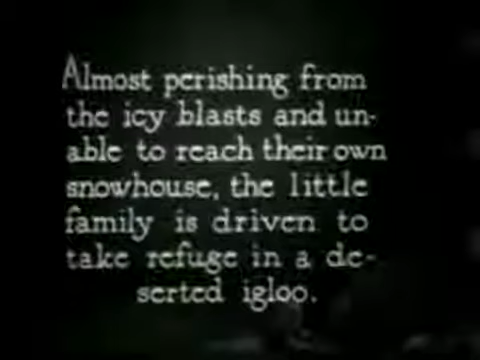 Almost perishing from
the icy blasts and un-
able to reach their own
snowhouse, the little
family is driven to
take refuge in a de-
serted igloo.